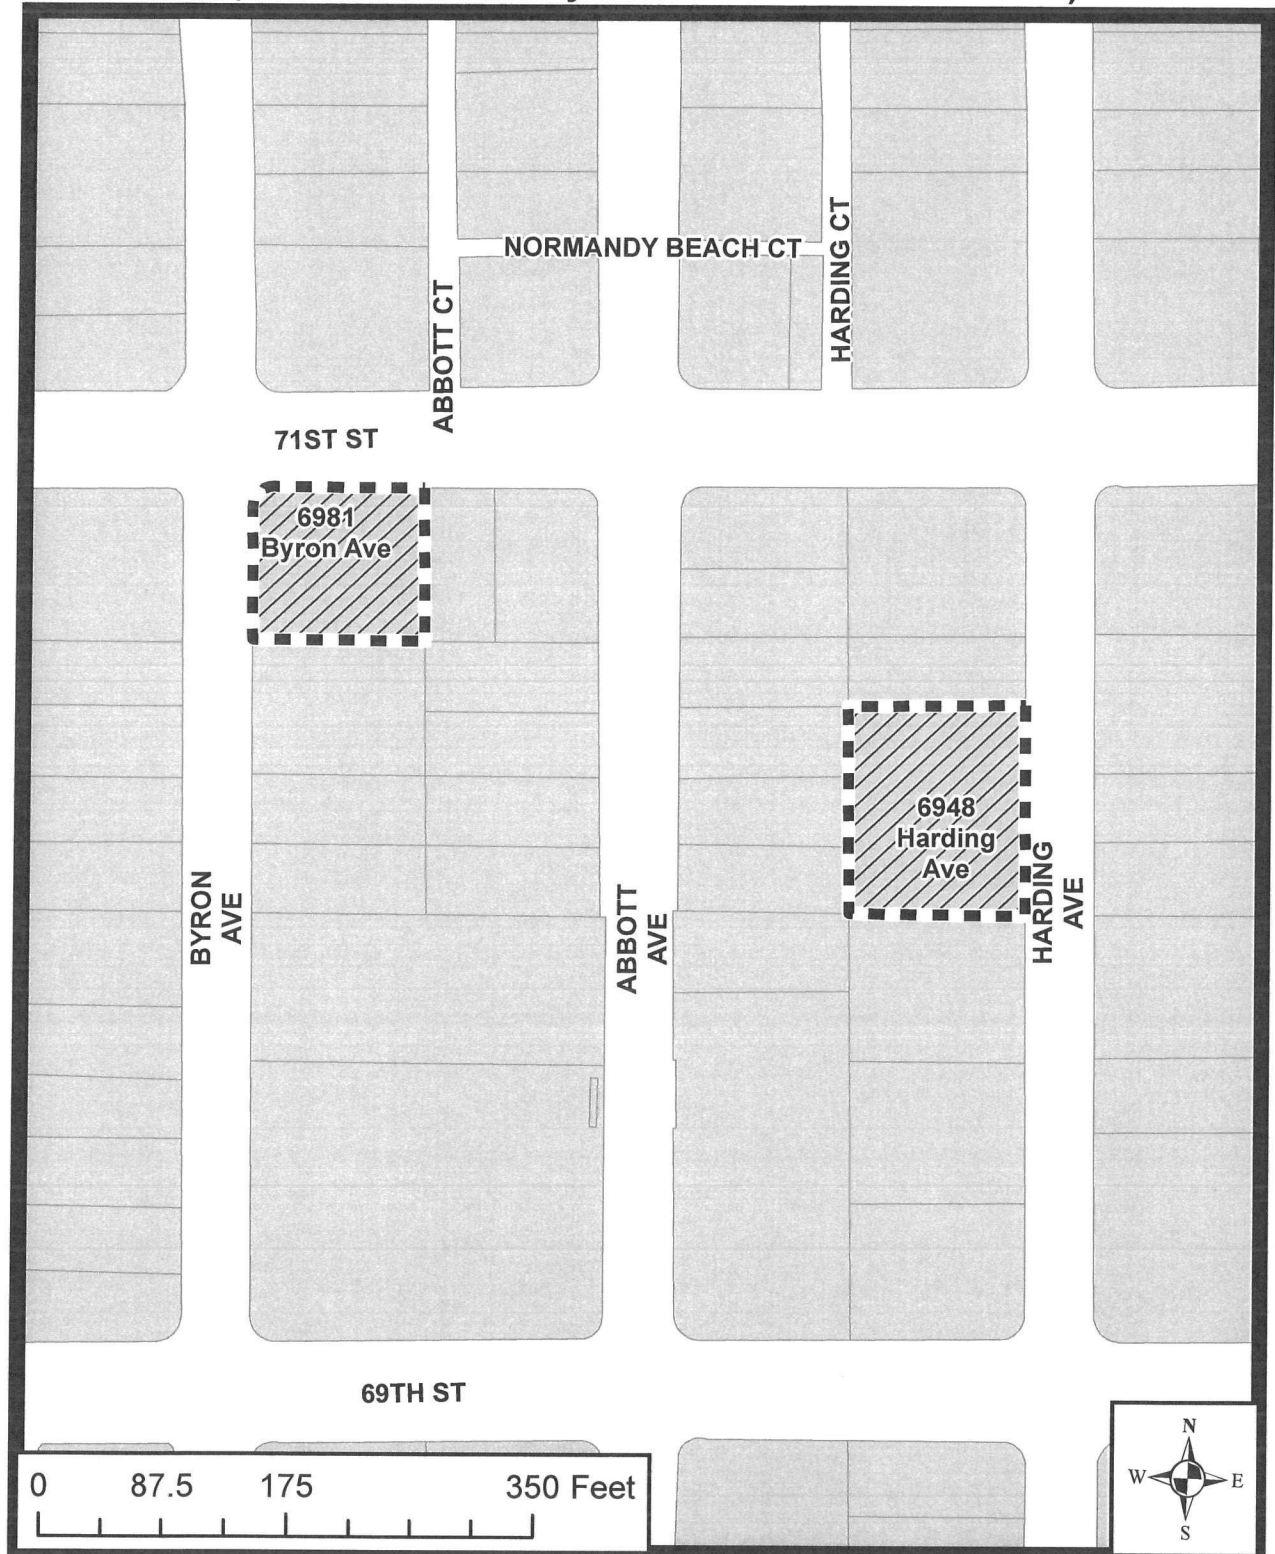 NORMANDY BEACH CT
HARDING CT
ABBOTT CT
71ST ST
6981
Byron Ave
6948
Harding
Ave
BYRON
AVE
ABBOTT
AVE
HARDING
AVE
69TH ST
0 87.5 175 350 Feet
N
W E
S